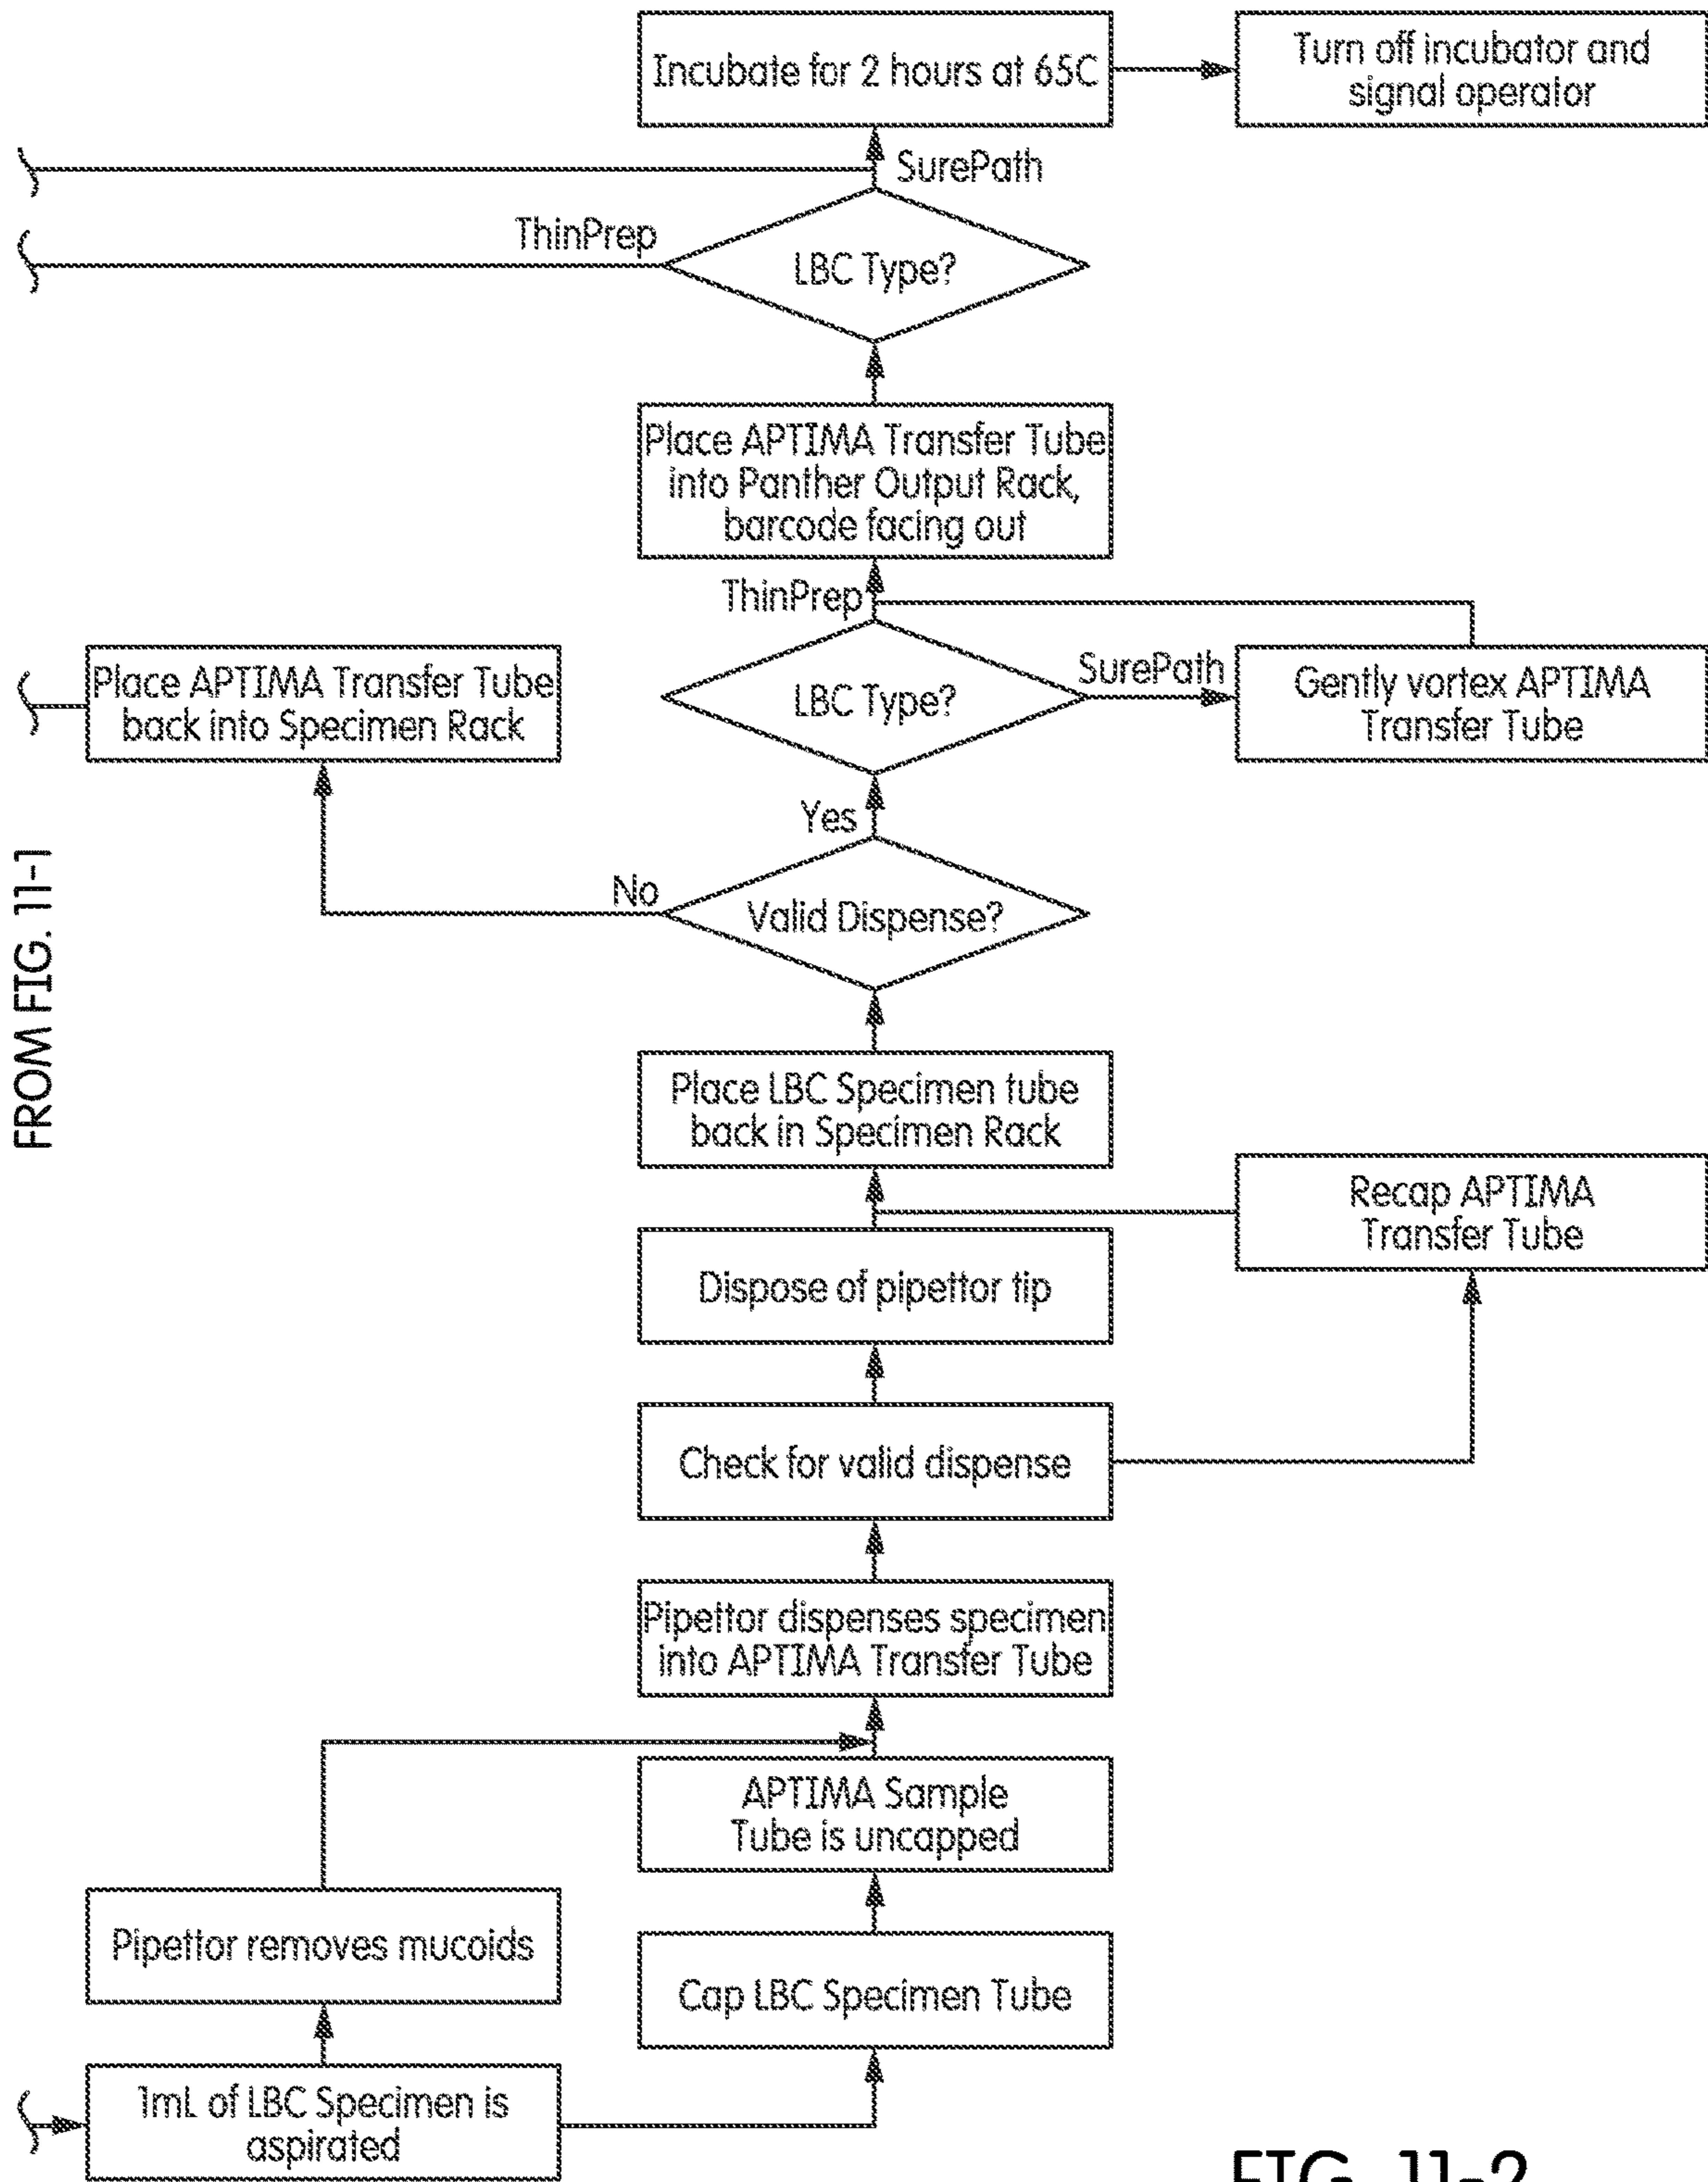 Incubate for 2 hours at 65C
Turn off incubator and
signal operator
SurePath
ThinPrep
LBC Type?
Place APTIMA Transfer Tube
into Panther Output Rack,
barcode facing out
ThinPrep
Place APTIMA Transfer Tube
back into Specimen Rack
LBC Type?
SurePath
Gently vortex APTIMA
Transfer Tube
Yes
No
Valid Dispense?
FROM FIG. 11-1
Place LBC Specimen tube
back in Specimen Rack
Recap APTIMA
Transfer Tube
Dispose of pipettor tip
Check for valid dispense
Pipettor dispenses specimen
into APTIMA Transfer Tube
APTIMA Sample
Tube is uncapped
Pipettor removes mucoids
Cap LBC Specimen Tube
1mL of LBC Specimen is
aspirated
FIG. 11-2